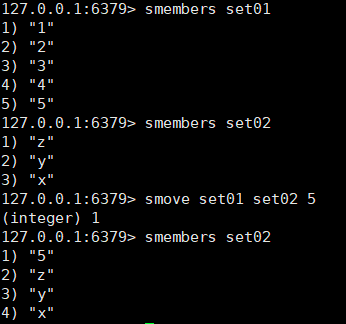 127.0.0.1:6379> smembers set01
1) "1"
2) "2"
3) "3"
4) "4"
5) "5"
127.0.0.1:6379> smembers set02
1) "z"
2) "y"
3) "x"
127.0.0.1:6379> smove set01 set02 5
(integer) 1
127.0.0.1:6379> smembers set02
1) "5"
2) "z"
3) "y"
4) "x"